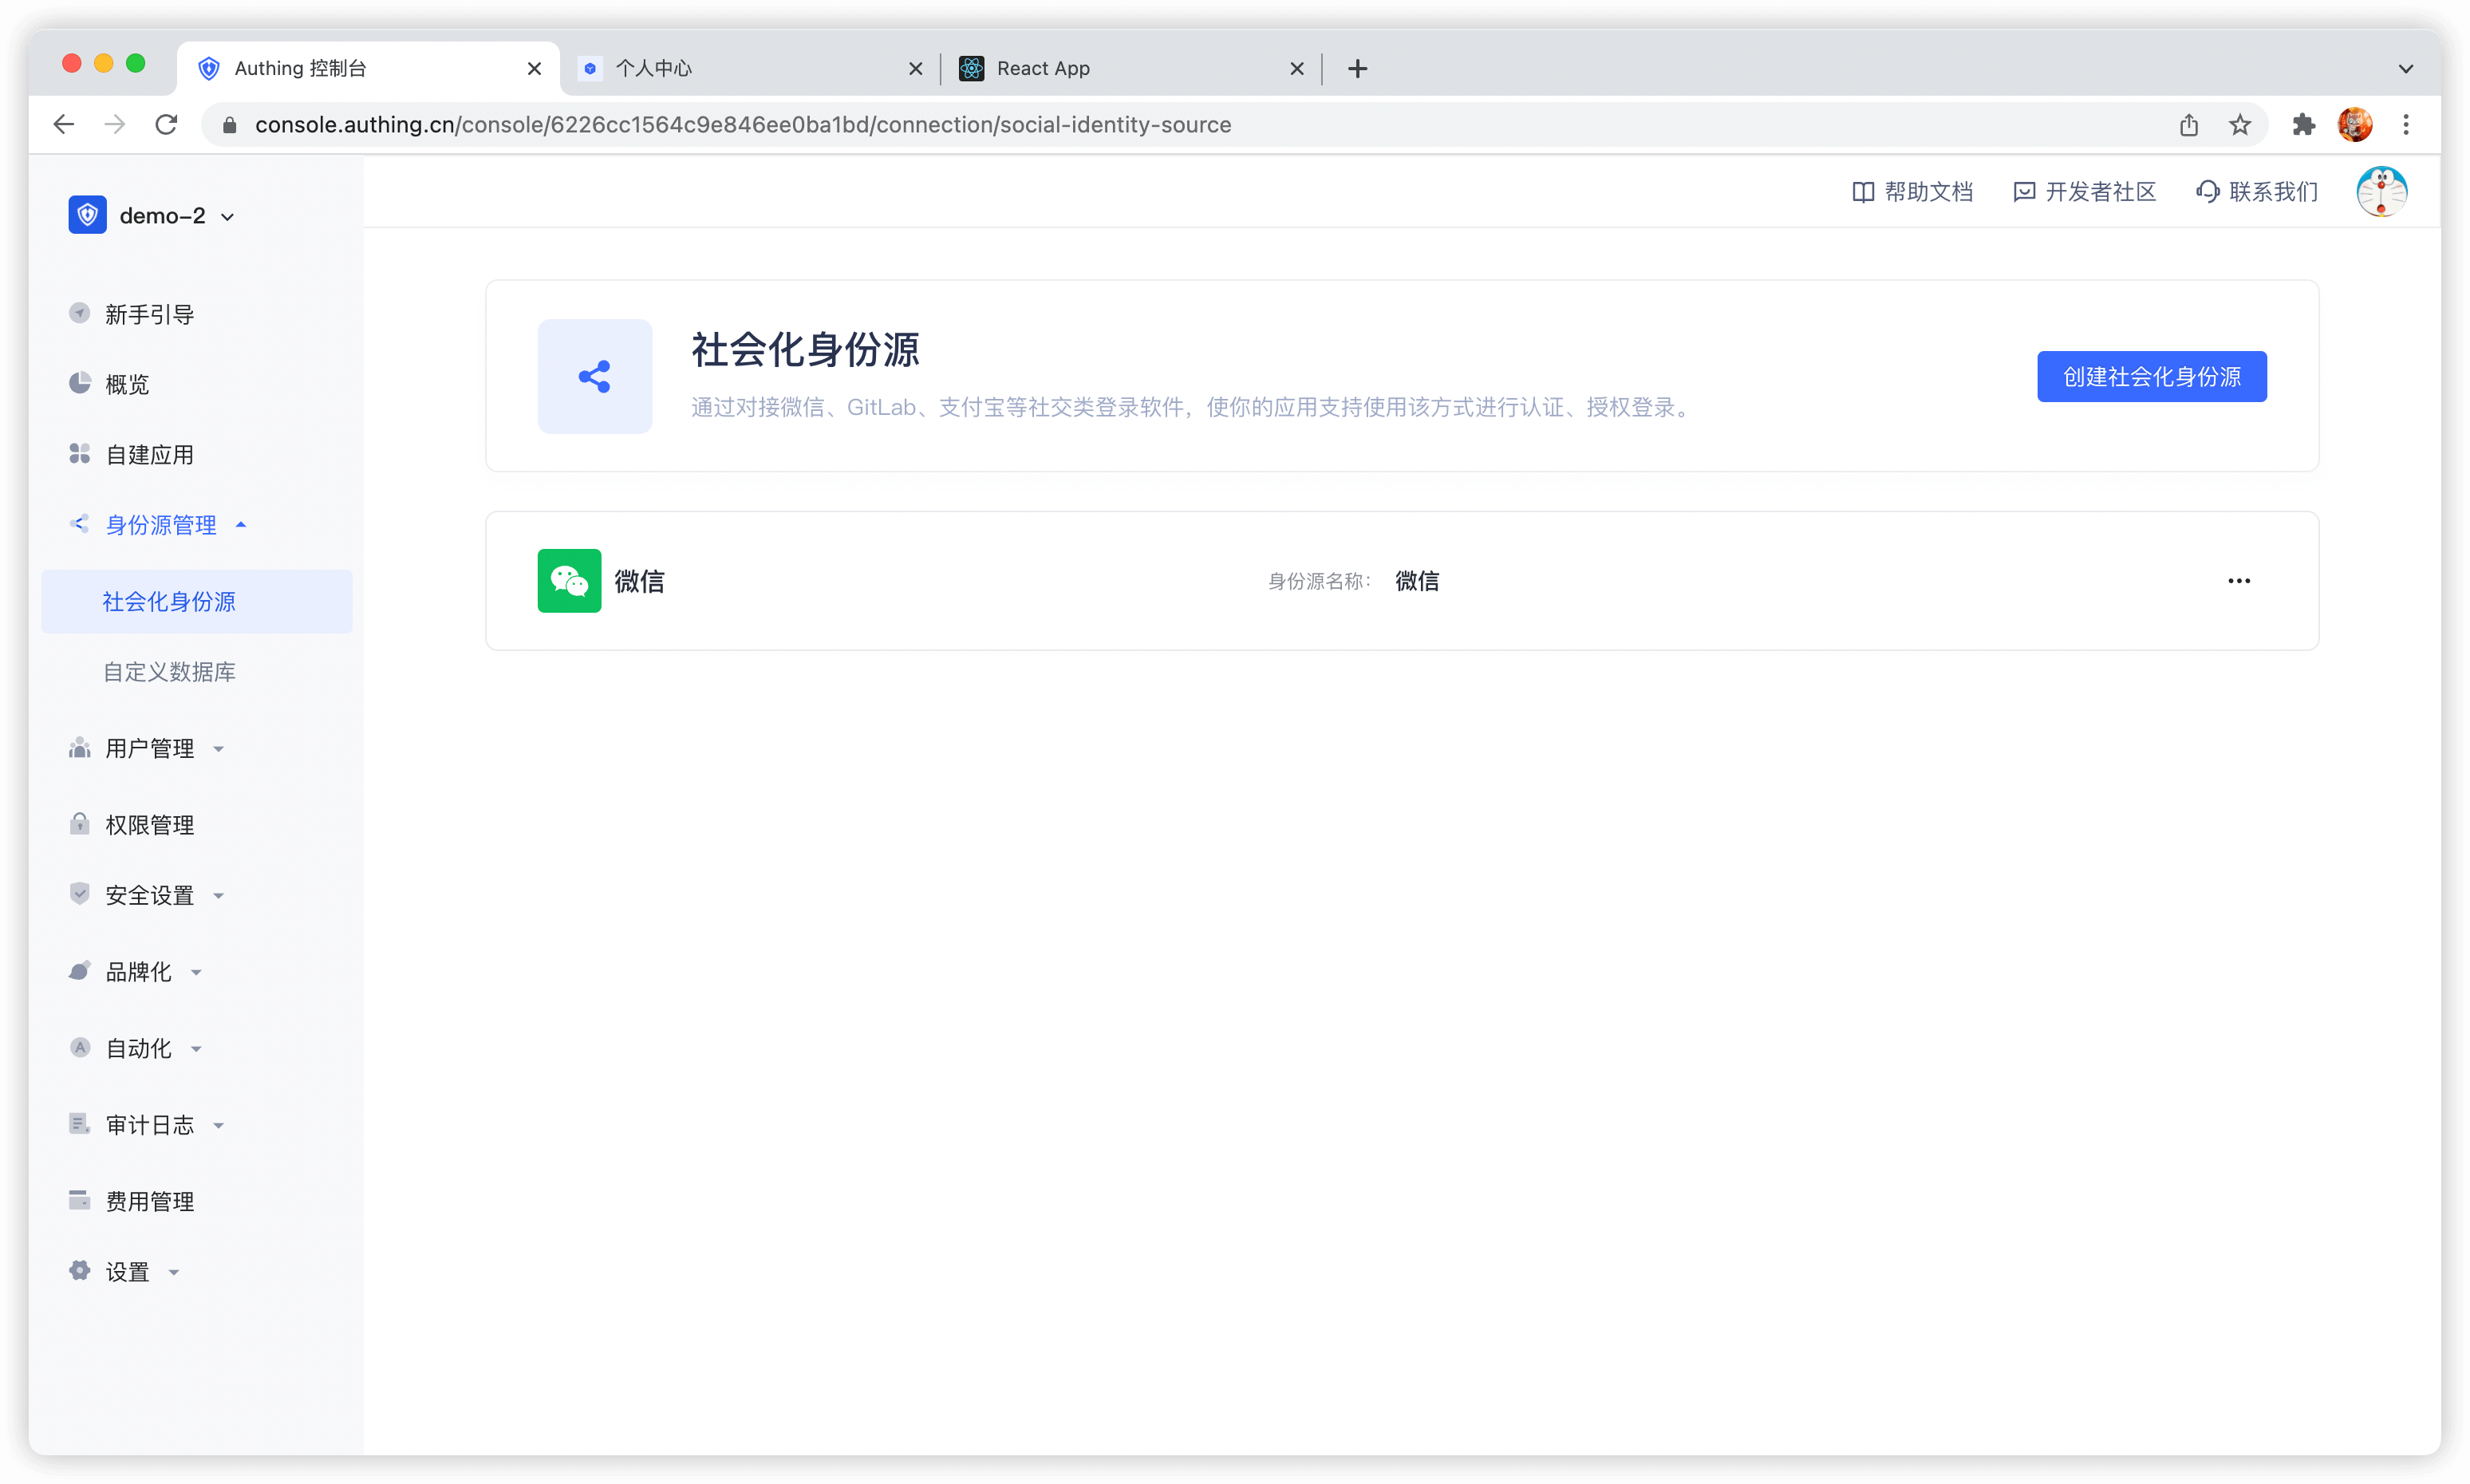 Authing 控制台
个人中心
React App
console.authing.cn/console/6226cc1564c9e846ee0ba1bd/connection/social-identity-source
demo-2
帮助文档
开发者社区
联系我们
新手引导
概览
自建应用
身份源管理
社会化身份源
自定义数据库
用户管理
权限管理
安全设置
品牌化
自动化
审计日志
费用管理
设置
社会化身份源
通过对接微信、GitLab、支付宝等社交类登录软件，使你的应用支持使用该方式进行认证、授权登录。
创建社会化身份源
微信
身份源名称： 微信